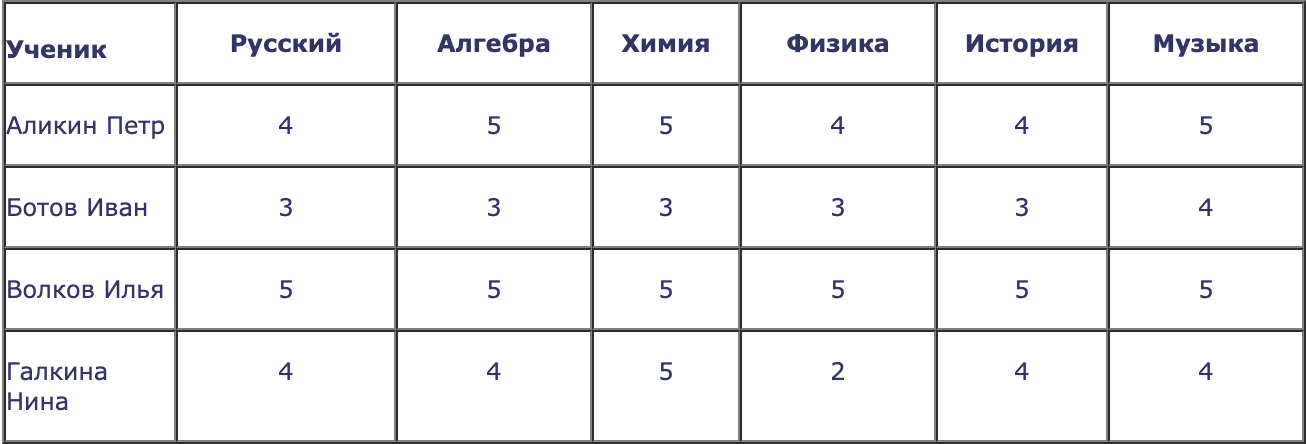 Ученик Русский Алгебра Химия Физика История Музыка
Аликин Петр 4 5 5 4 4 5
Ботов Иван 3 3 3 3 3 4
Волков Илья 5 5 5 5 5 5
Галкина 4 4 5 2 4 4
Нина